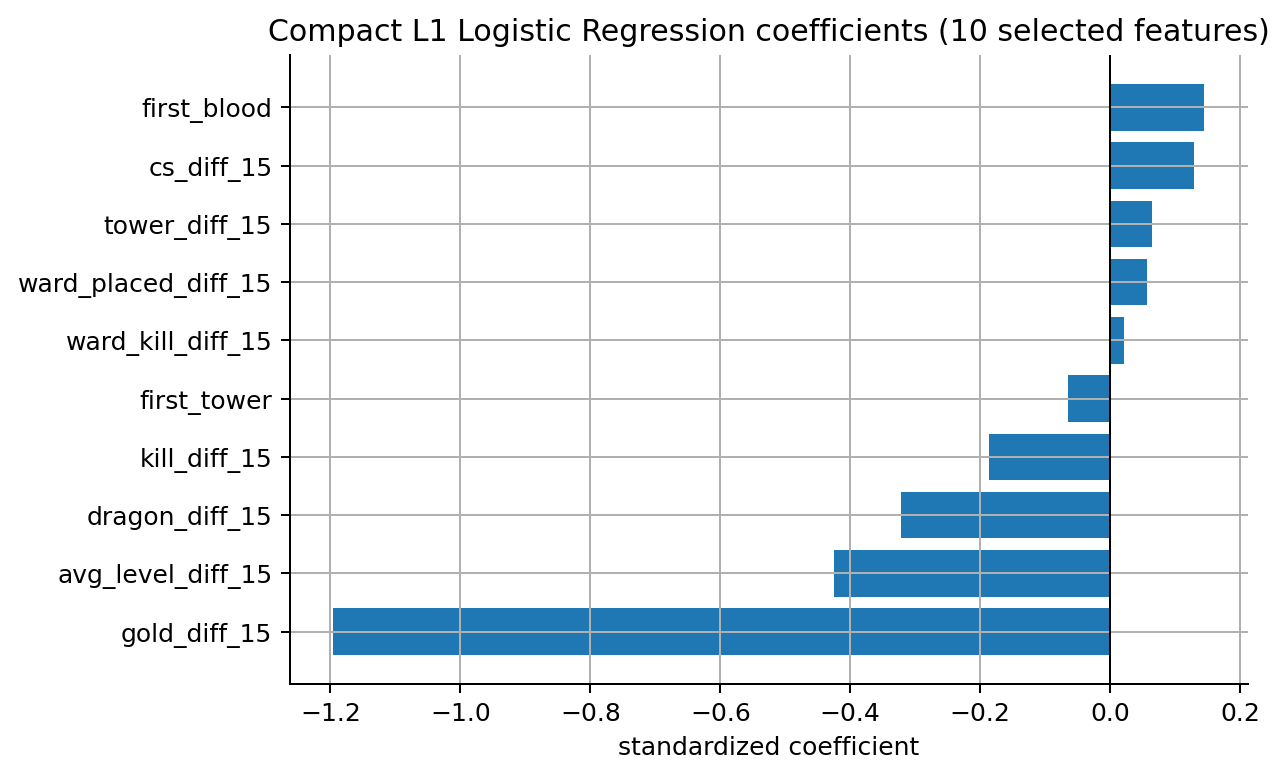 Compact L1 Logistic Regression coefficients (10 selected features)
first_blood
cs_diff_15
tower_diff_15
ward_placed_diff_15
ward_kill_diff_15
first_tower
kill_diff_15
dragon_diff_15
avg_level_diff_15
gold_diff_15
−1.2 −1.0 −0.8 −0.6 −0.4 −0.2 0.0 0.2
standardized coefficient